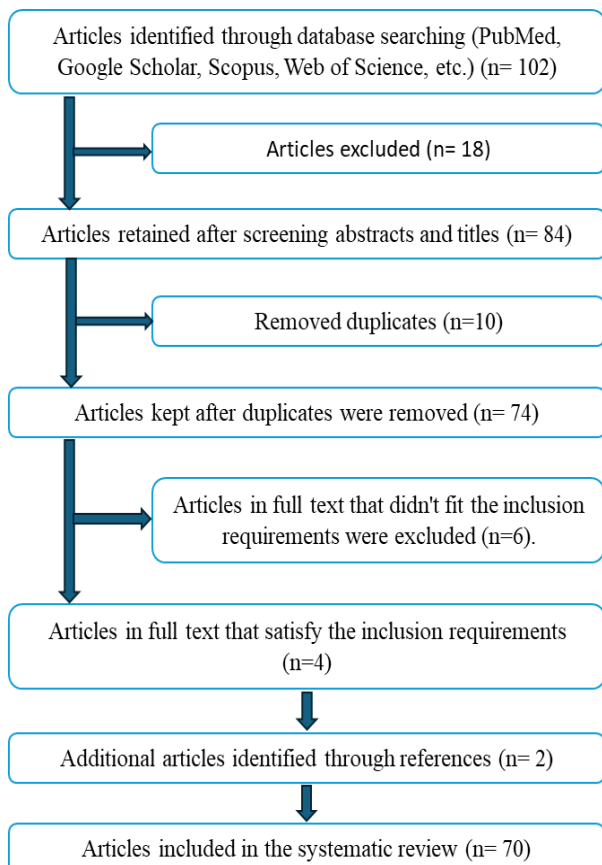 Articles identified through database searching (PubMed,
Google Scholar, Scopus, Web of Science, etc.) (n= 102)
Articles excluded (n= 18)
Articles retained after screening abstracts and titles (n= 84)
Removed duplicates (n=10)
Articles kept after duplicates were removed (n= 74)
Articles in full text that didn't fit the inclusion
requirements were excluded (n=6).
Articles in full text that satisfy the inclusion requirements
(n=4)
Additional articles identified through references (n= 2)
Articles included in the systematic review (n= 70)